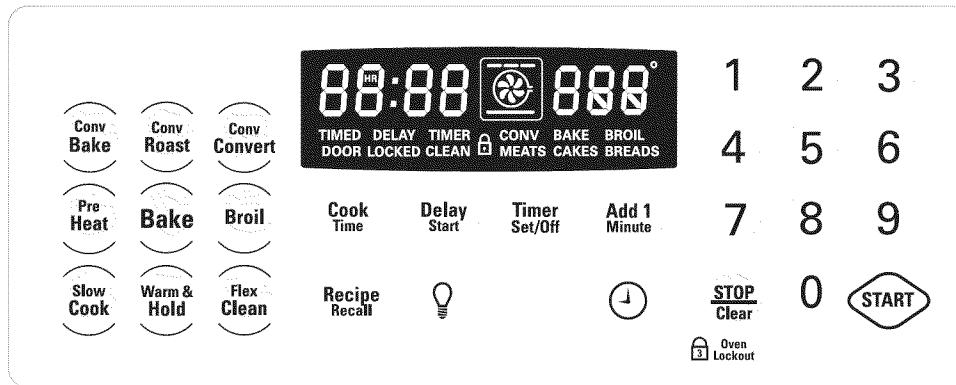 88:88 888°
HR
TIMED DELAY TIMER CONV BAKE BROIL
DOOR LOCKED CLEAN MEATS CAKES BREADS
Conv Bake
Conv Roast
Conv Convert
Pre Heat
Bake
Broil
Slow Cook
Warm & Hold
Flex Clean
Cook Time
Delay Start
Timer Set/Off
Add 1 Minute
Recipe Recall
1 2 3
4 5 6
7 8 9
STOP Clear
0
START
3 Oven Lockout